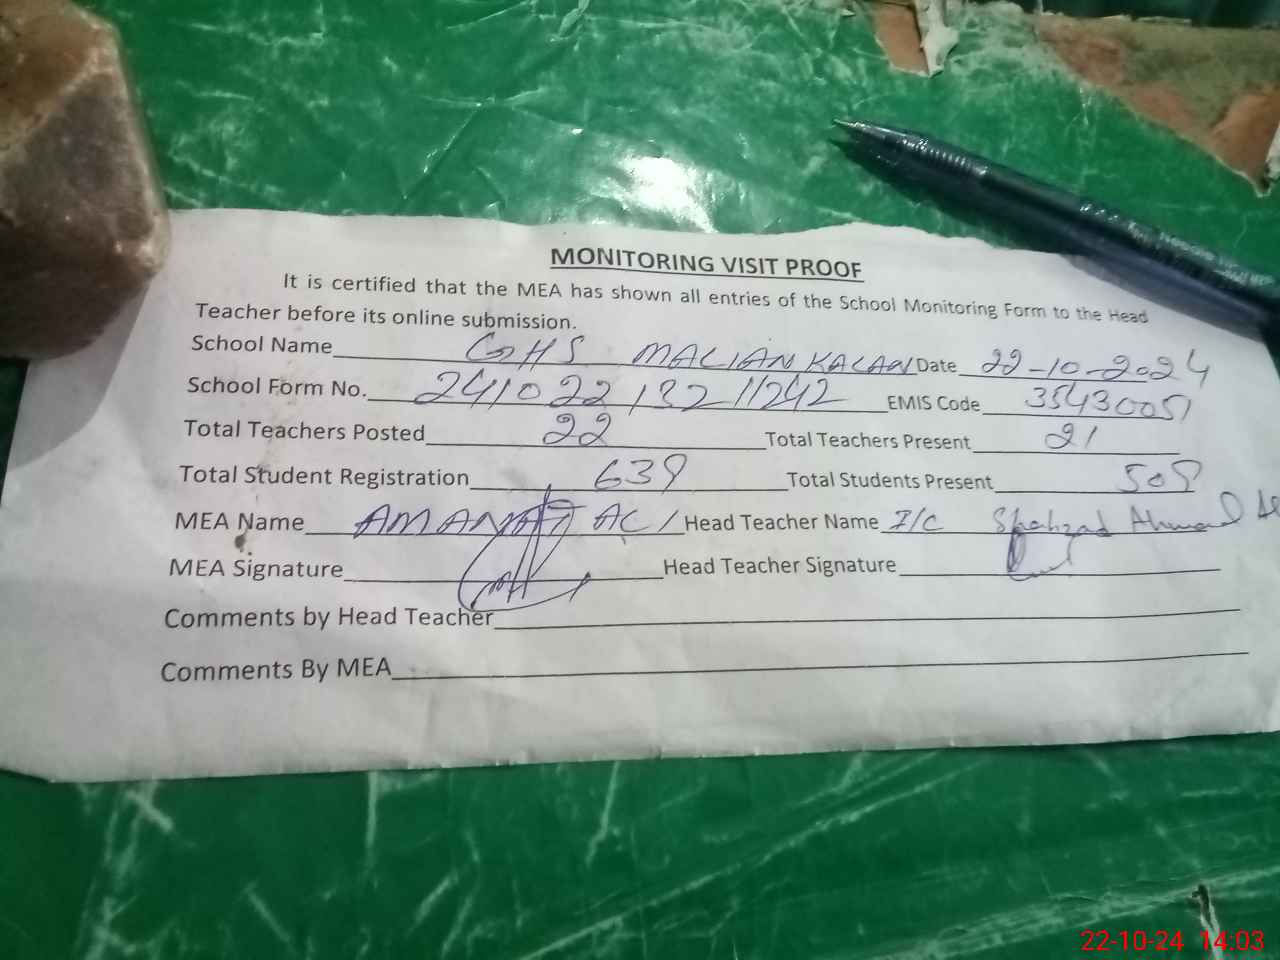 MONITORING VISIT PROOF
It is certified that the MEA has shown all entries of the School Monitoring Form to the Head
Teacher before its online submission.
School Name GHS MALIAN KALAN Date 22-10-2024
School Form No. 24102213211242 EMIS Code 35430051
Total Teachers Posted 22 Total Teachers Present 21
Total Student Registration 639 Total Students Present 509
MEA Name AMANAT ALI Head Teacher Name I/C Shahzad Ahmad
MEA Signature Head Teacher Signature
Comments by Head Teacher
Comments By MEA
22-10-24 14:03